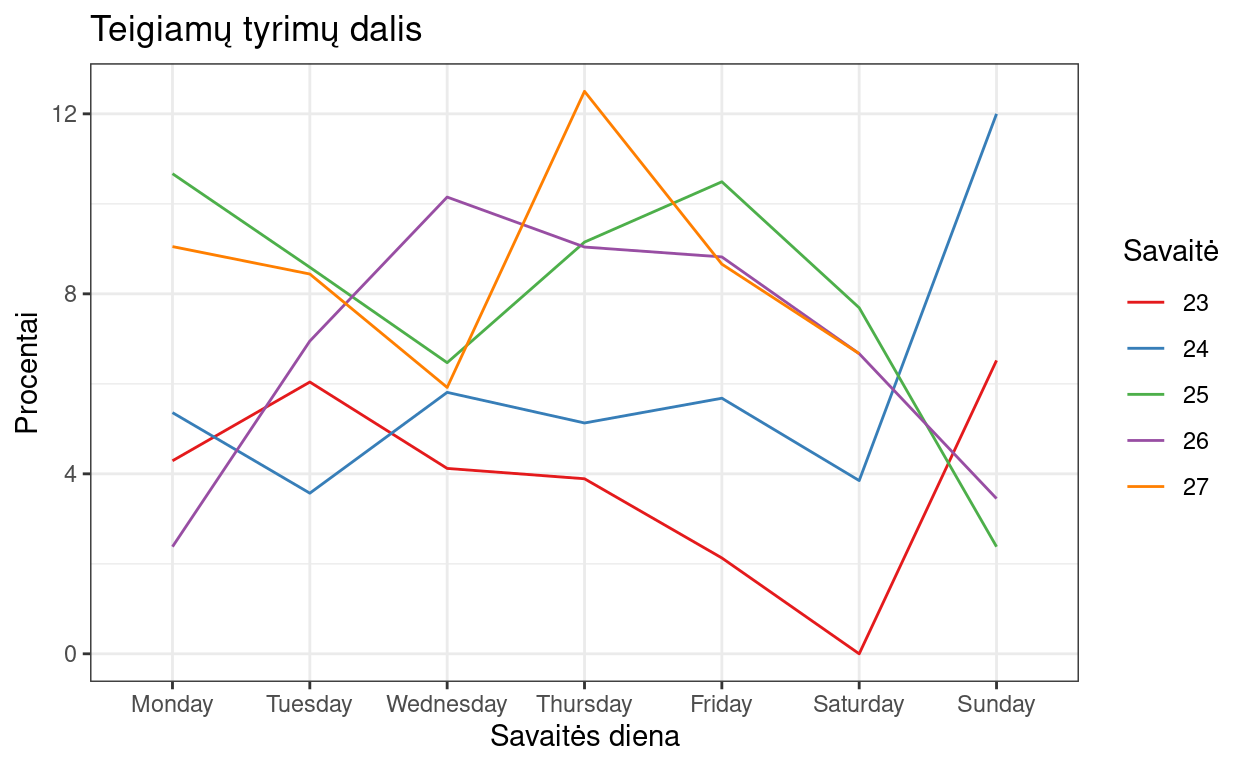 Teigiamų tyrimų dalis
Procentai
12
8
4
0
Monday Tuesday Wednesday Thursday Friday Saturday Sunday
Savaitės diena
Savaitė
23
24
25
26
27